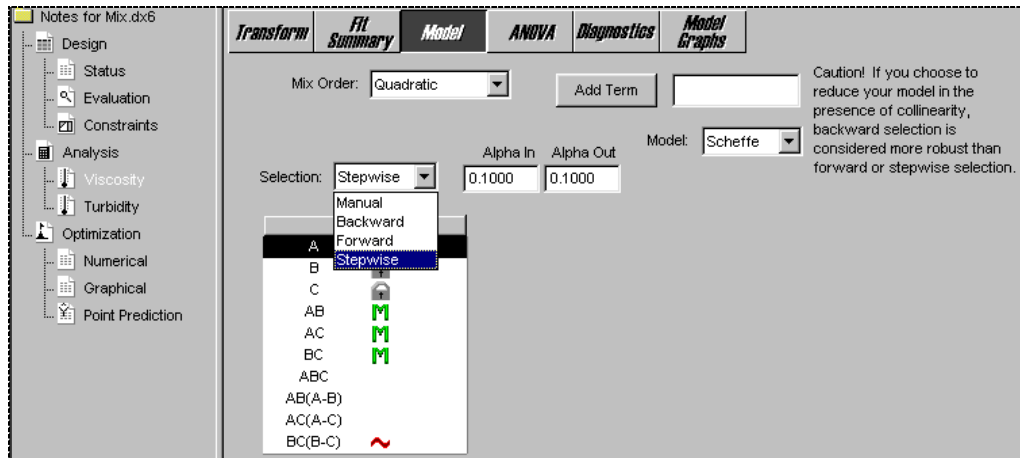 Notes for Mix.dx6
Design
Status
Evaluation
Constraints
Analysis
Viscosity
Turbidity
Optimization
Numerical
Graphical
Point Prediction
Transform
Fit Summary
Model
ANOVA
Diagnostics
Model Graphs
Mix Order: Quadratic
Add Term
Caution! If you choose to
reduce your model in the
presence of collinearity,
backward selection is
considered more robust than
forward or stepwise selection.
Model: Scheffe
Alpha In Alpha Out
Selection: Stepwise 0.1000 0.1000
Manual
Backward
Forward
Stepwise
A
B
C
AB M
AC M
BC M
ABC
AB(A-B)
AC(A-C)
BC(B-C) ~